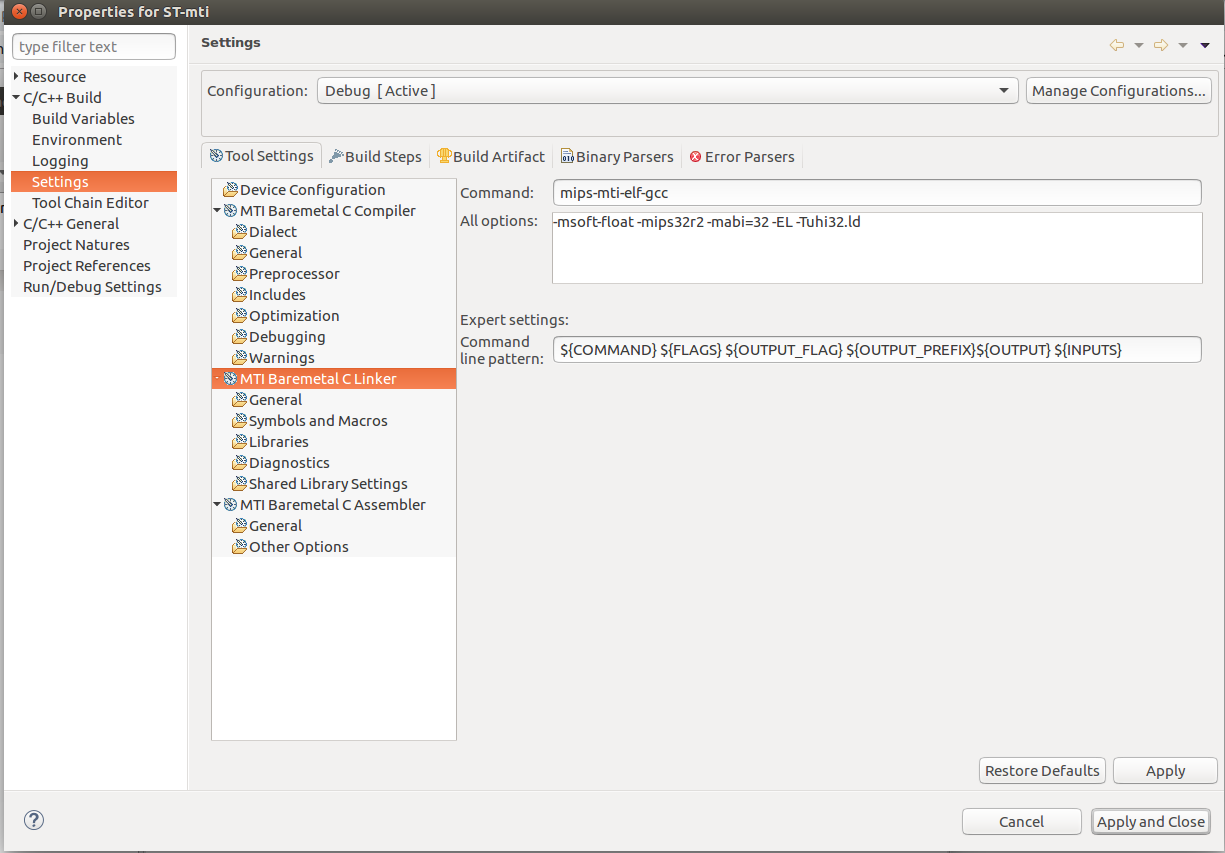 Properties for ST-mti
type filter text
Resource
C/C++ Build
Build Variables
Environment
Logging
Settings
Tool Chain Editor
C/C++ General
Project Natures
Project References
Run/Debug Settings
Settings
Configuration: Debug [Active] Manage Configurations...
Tool Settings Build Steps Build Artifact Binary Parsers Error Parsers
Device Configuration
MTI Baremetal C Compiler
Dialect
General
Preprocessor
Includes
Optimization
Debugging
Warnings
MTI Baremetal C Linker
General
Symbols and Macros
Libraries
Diagnostics
Shared Library Settings
MTI Baremetal C Assembler
General
Other Options
Command: mips-mti-elf-gcc
All options: -msoft-float -mips32r2 -mabi=32 -EL -Tuhi32.ld
Expert settings:
Command
line pattern: ${COMMAND} ${FLAGS} ${OUTPUT_FLAG} ${OUTPUT_PREFIX}${OUTPUT} ${INPUTS}
Restore Defaults Apply
? Cancel Apply and Close